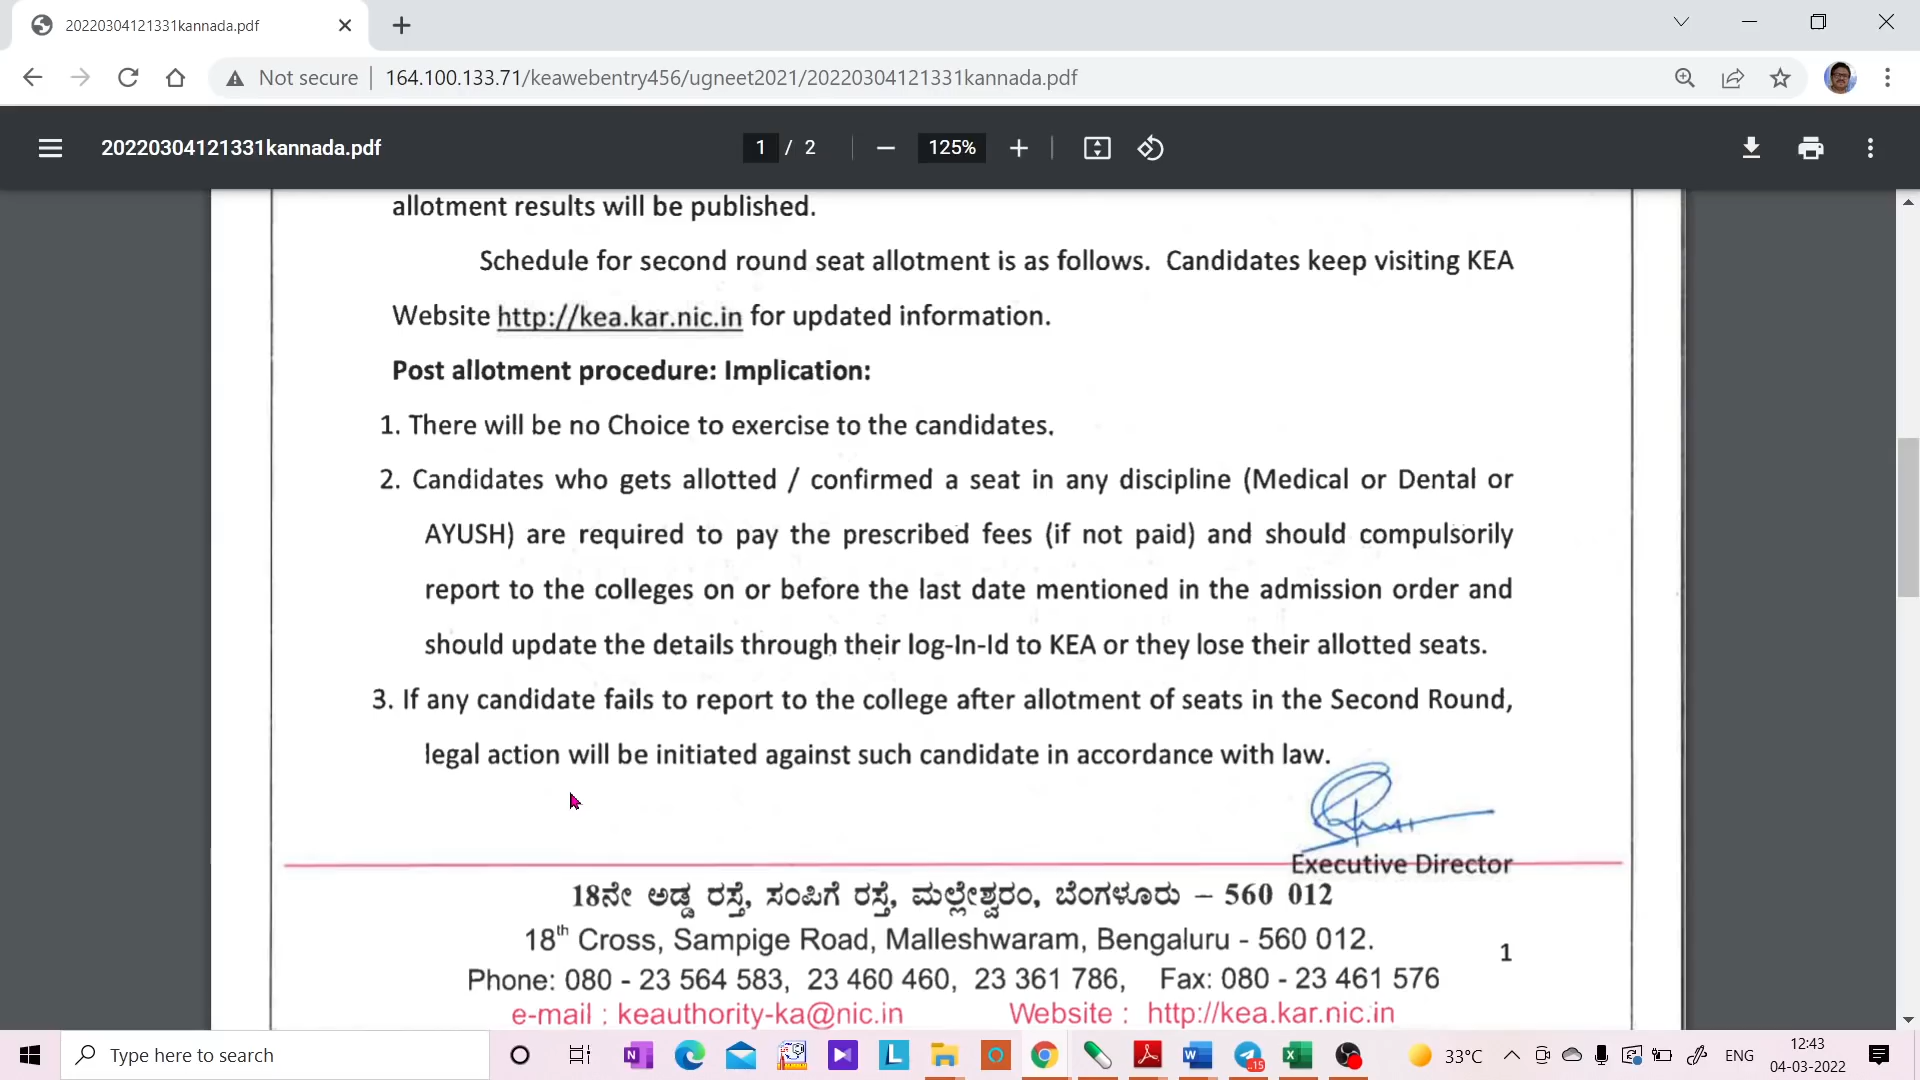 20220304121331kannada.pdf
Not secure
164.100.133.71/keawebentry456/ugneet2021/20220304121331kannada.pdf
20220304121331kannada.pdf
1 / 2
125%
allotment results will be published.
Schedule for second round seat allotment is as follows. Candidates keep visiting KEA
Website http://kea.kar.nic.in for updated information.
Post allotment procedure: Implication:
1. There will be no Choice to exercise to the candidates.
2. Candidates who gets allotted / confirmed a seat in any discipline (Medical or Dental or
AYUSH) are required to pay the prescribed fees (if not paid) and should compulsorily
report to the colleges on or before the last date mentioned in the admission order and
should update the details through their log-In-Id to KEA or they lose their allotted seats.
3. If any candidate fails to report to the college after allotment of seats in the Second Round,
legal action will be initiated against such candidate in accordance with law.
Executive Director
18ನೇ ಅಡ್ಡ ರಸ್ತೆ, ಸಂಪಿಗೆ ರಸ್ತೆ, ಮಲ್ಲೇಶ್ವರಂ, ಬೆಂಗಳೂರು – 560 012
18th Cross, Sampige Road, Malleshwaram, Bengaluru - 560 012.
1
Phone: 080 - 23 564 583, 23 460 460, 23 361 786, Fax: 080 - 23 461 576
e-mail : keauthority-ka@nic.in Website : http://kea.kar.nic.in
Type here to search
33°C
ENG
12:43
04-03-2022